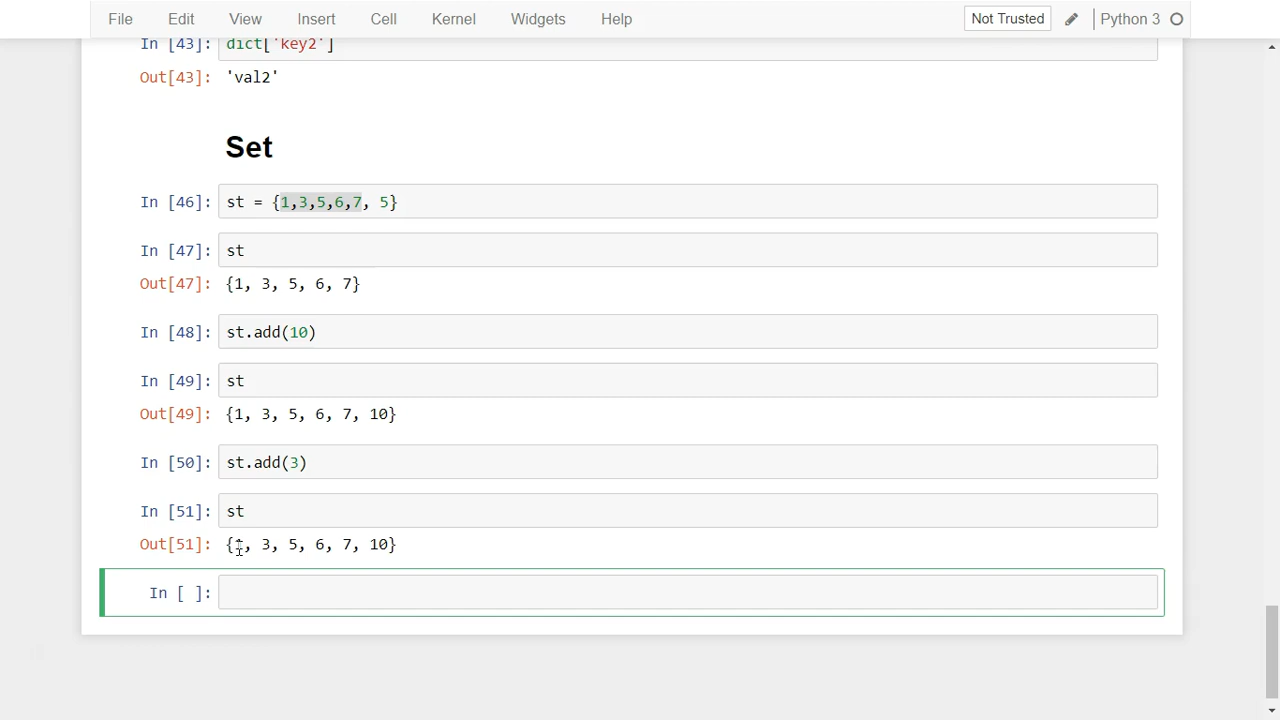 File Edit View Insert Cell Kernel Widgets Help Not Trusted Python 3
In [43]: dict['key2']
Out[43]: 'val2'
Set
In [46]: st = {1,3,5,6,7, 5}
In [47]: st
Out[47]: {1, 3, 5, 6, 7}
In [48]: st.add(10)
In [49]: st
Out[49]: {1, 3, 5, 6, 7, 10}
In [50]: st.add(3)
In [51]: st
Out[51]: {1, 3, 5, 6, 7, 10}
In [ ]: